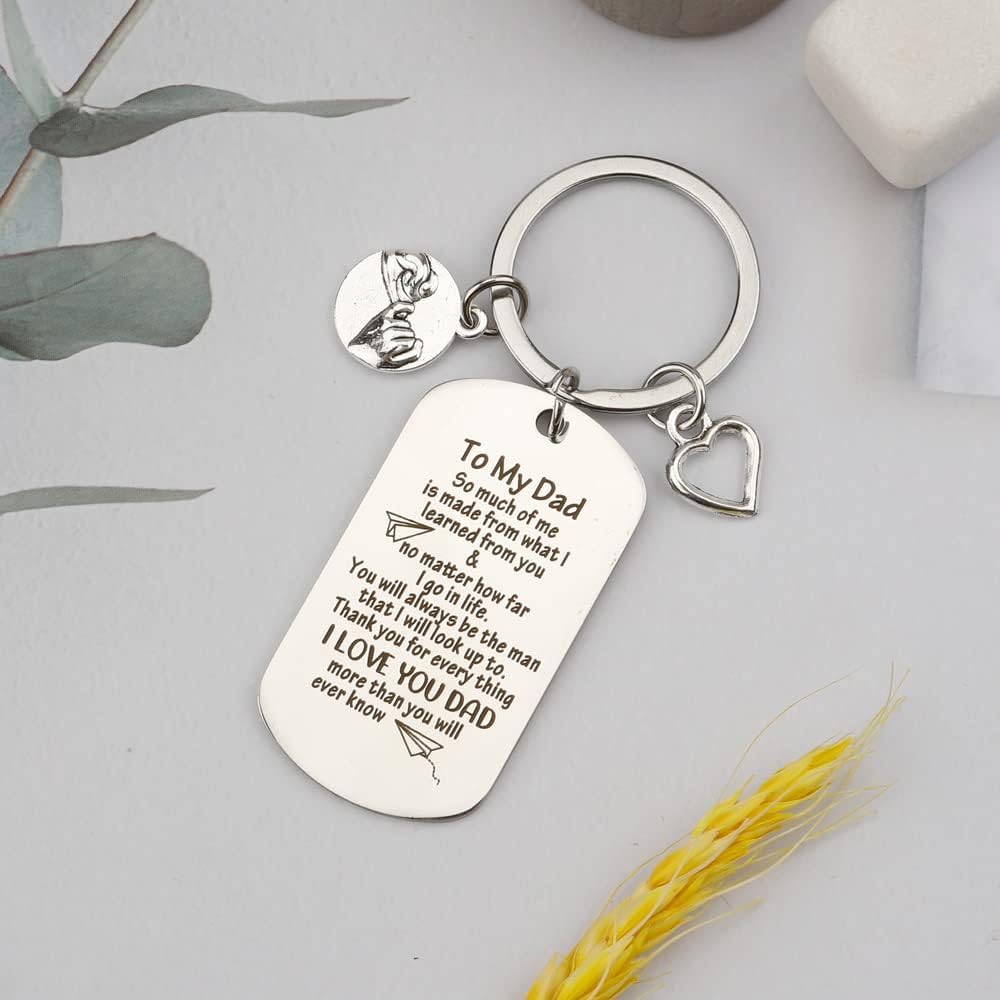 To My Dad
So much of me
is made from what I
learned from you
&
no matter how far
I go in life.
You will always be the man
that I will look up to.
Thank you for every thing
I LOVE YOU DAD
more than you will
ever know